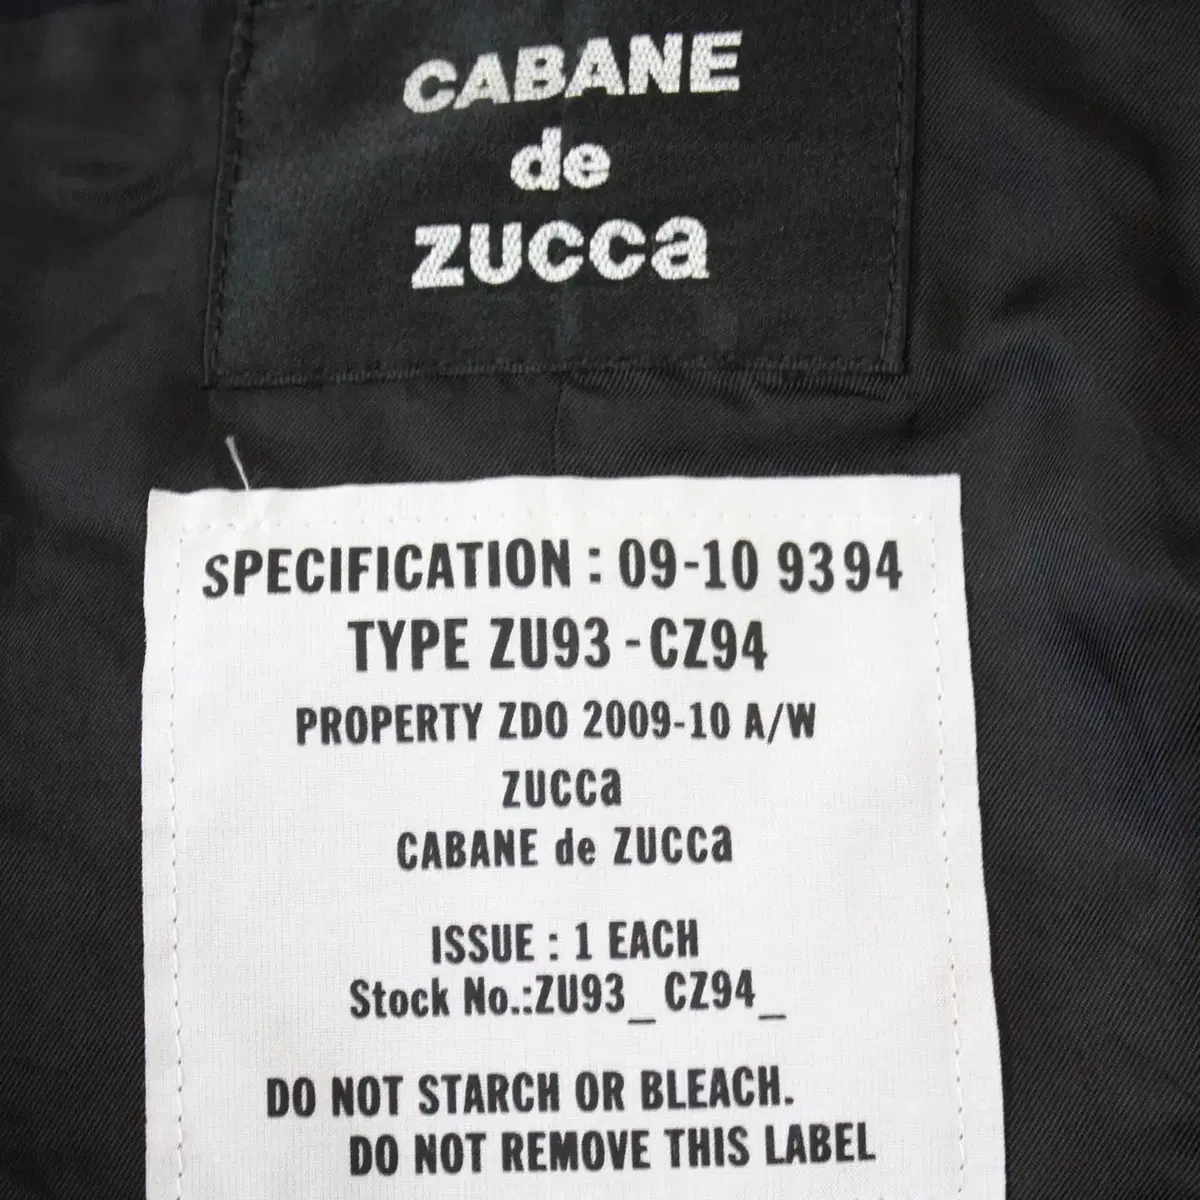 CABANE
de
ZUCCa
SPECIFICATION : 09-10 9394
TYPE ZU93 -CZ94
PROPERTY ZDO 2009-10 A/W
ZUCCa
CABANE de ZUCCa
ISSUE : 1 EACH
Stock No.:ZU93_ CZ94_
DO NOT STARCH OR BLEACH.
DO NOT REMOVE THIS LABEL